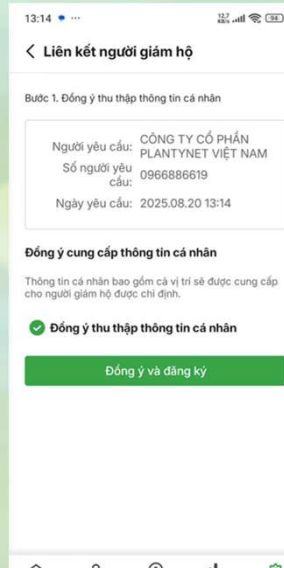 13:14
12,7 KB/s 94
Liên kết người giám hộ
Bước 1. Đồng ý thu thập thông tin cá nhân
Người yêu cầu: CÔNG TY CỔ PHẦN
PLANTYNET VIỆT NAM
Số người yêu cầu: 0966886619
Ngày yêu cầu: 2025.08.20 13:14
Đồng ý cung cấp thông tin cá nhân
Thông tin cá nhân bao gồm cả vị trí sẽ được cung cấp
cho người giám hộ được chỉ định.
Đồng ý thu thập thông tin cá nhân
Đồng ý và đăng ký